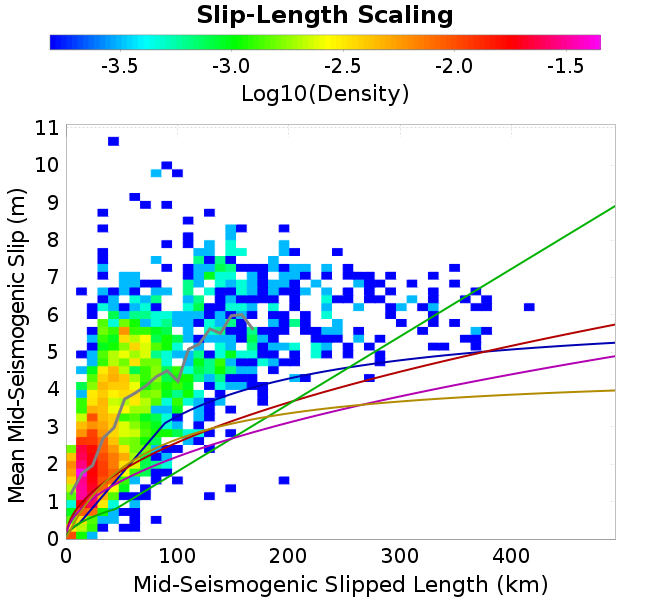 Slip-Length Scaling
-3.5 -3.0 -2.5 -2.0 -1.5
Log10(Density)
11
10
9
8
7
6
5
4
3
2
1
0
Mean Mid-Seismogenic Slip (m)
0 100 200 300 400
Mid-Seismogenic Slipped Length (km)